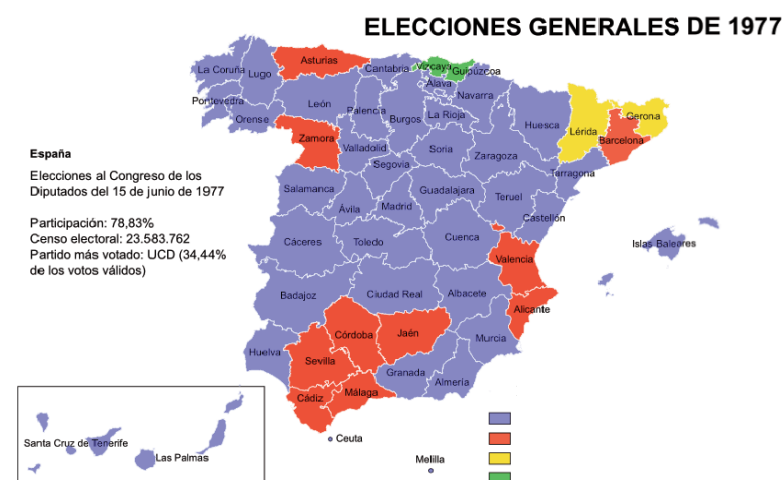 ELECCIONES GENERALES DE 1977
Asturias
La Coruña
Lugo
Cantabria
Vizcaya
Guipúzcoa
Alava
Navarra
Pontevedra
Orense
León
Palencia
Burgos
La Rioja
Huesca
Lérida
Gerona
Barcelona
Zamora
Valladolid
Soria
Zaragoza
Segovia
Tarragona
España
Elecciones al Congreso de los
Diputados del 15 de junio de 1977
Participación: 78,83%
Censo electoral: 23.583.762
Partido más votado: UCD (34,44%
de los votos válidos)
Salamanca
Ávila
Madrid
Guadalajara
Teruel
Castellón
Cáceres
Toledo
Cuenca
Islas Baleares
Valencia
Badajoz
Ciudad Real
Albacete
Alicante
Córdoba
Jaén
Murcia
Huelva
Sevilla
Granada
Almería
Cádiz
Málaga
Ceuta
Melilla
Santa Cruz de Tenerife
Las Palmas